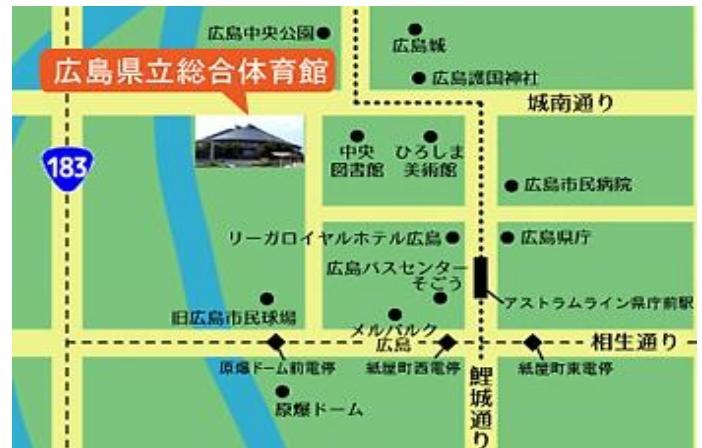 広島中央公園
広島城
広島県立総合体育館
広島護国神社
城南通り
183
中央
図書館
ひろしま
美術館
広島市民病院
リーガロイヤルホテル広島
広島県庁
広島バスセンター
そごう
アストラムライン県庁前駅
旧広島市民球場
メルパルク
広島
相生通り
原爆ドーム前電停
紙屋町西電停
紙屋町東電停
原爆ドーム
鯉城通り